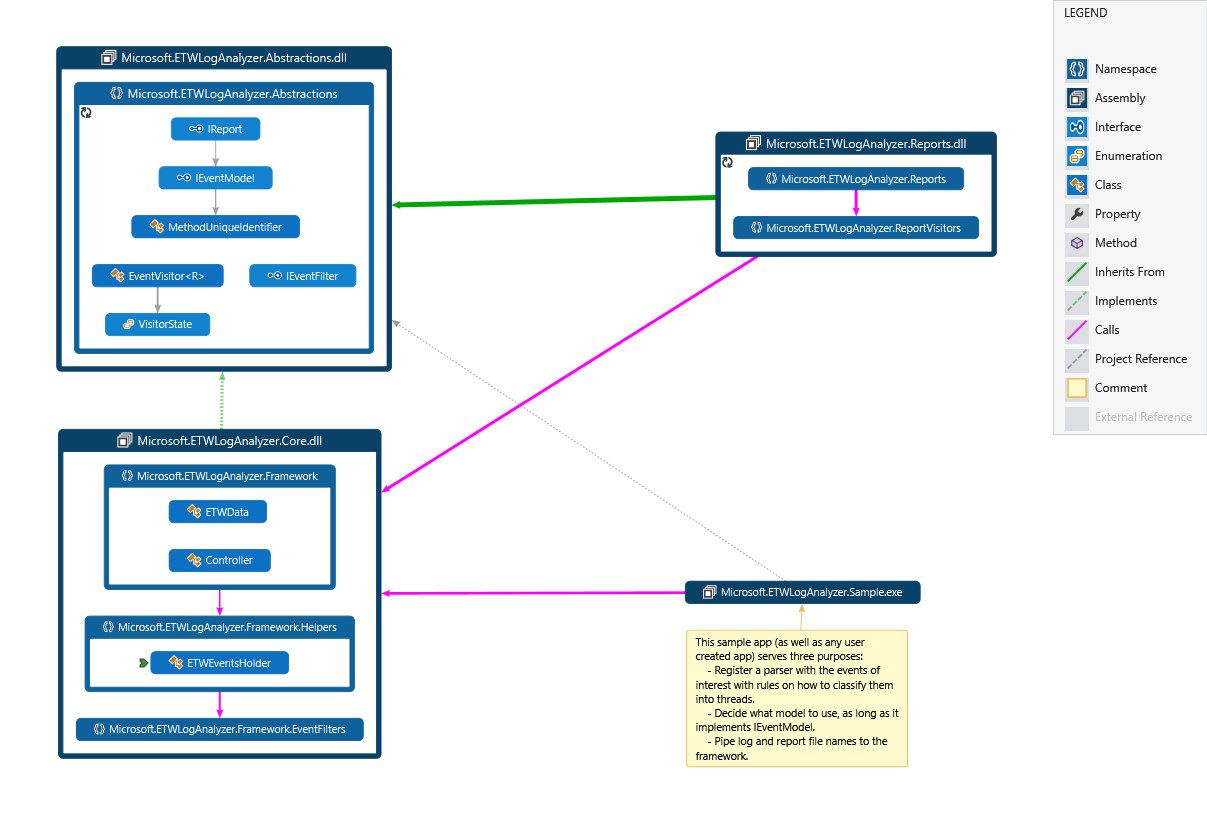 LEGEND
Namespace
Assembly
Interface
Enumeration
Class
Property
Method
Inherits From
Implements
Calls
Project Reference
Comment
External Reference
Microsoft.ETWLogAnalyzer.Abstractions.dll
Microsoft.ETWLogAnalyzer.Abstractions
IReport
IEventModel
MethodUniqueIdentifier
EventVisitor<R>
IEventFilter
VisitorState
Microsoft.ETWLogAnalyzer.Reports.dll
Microsoft.ETWLogAnalyzer.Reports
Microsoft.ETWLogAnalyzer.ReportVisitors
Microsoft.ETWLogAnalyzer.Core.dll
Microsoft.ETWLogAnalyzer.Framework
ETWData
Controller
Microsoft.ETWLogAnalyzer.Framework.Helpers
ETWEventsHolder
Microsoft.ETWLogAnalyzer.Framework.EventFilters
Microsoft.ETWLogAnalyzer.Sample.exe
This sample app (as well as any user
created app) serves three purposes:
- Register a parser with the events of
interest with rules on how to classify them
into threads.
- Decide what model to use, as long as it
implements IEventModel.
- Pipe log and report file names to the
framework.